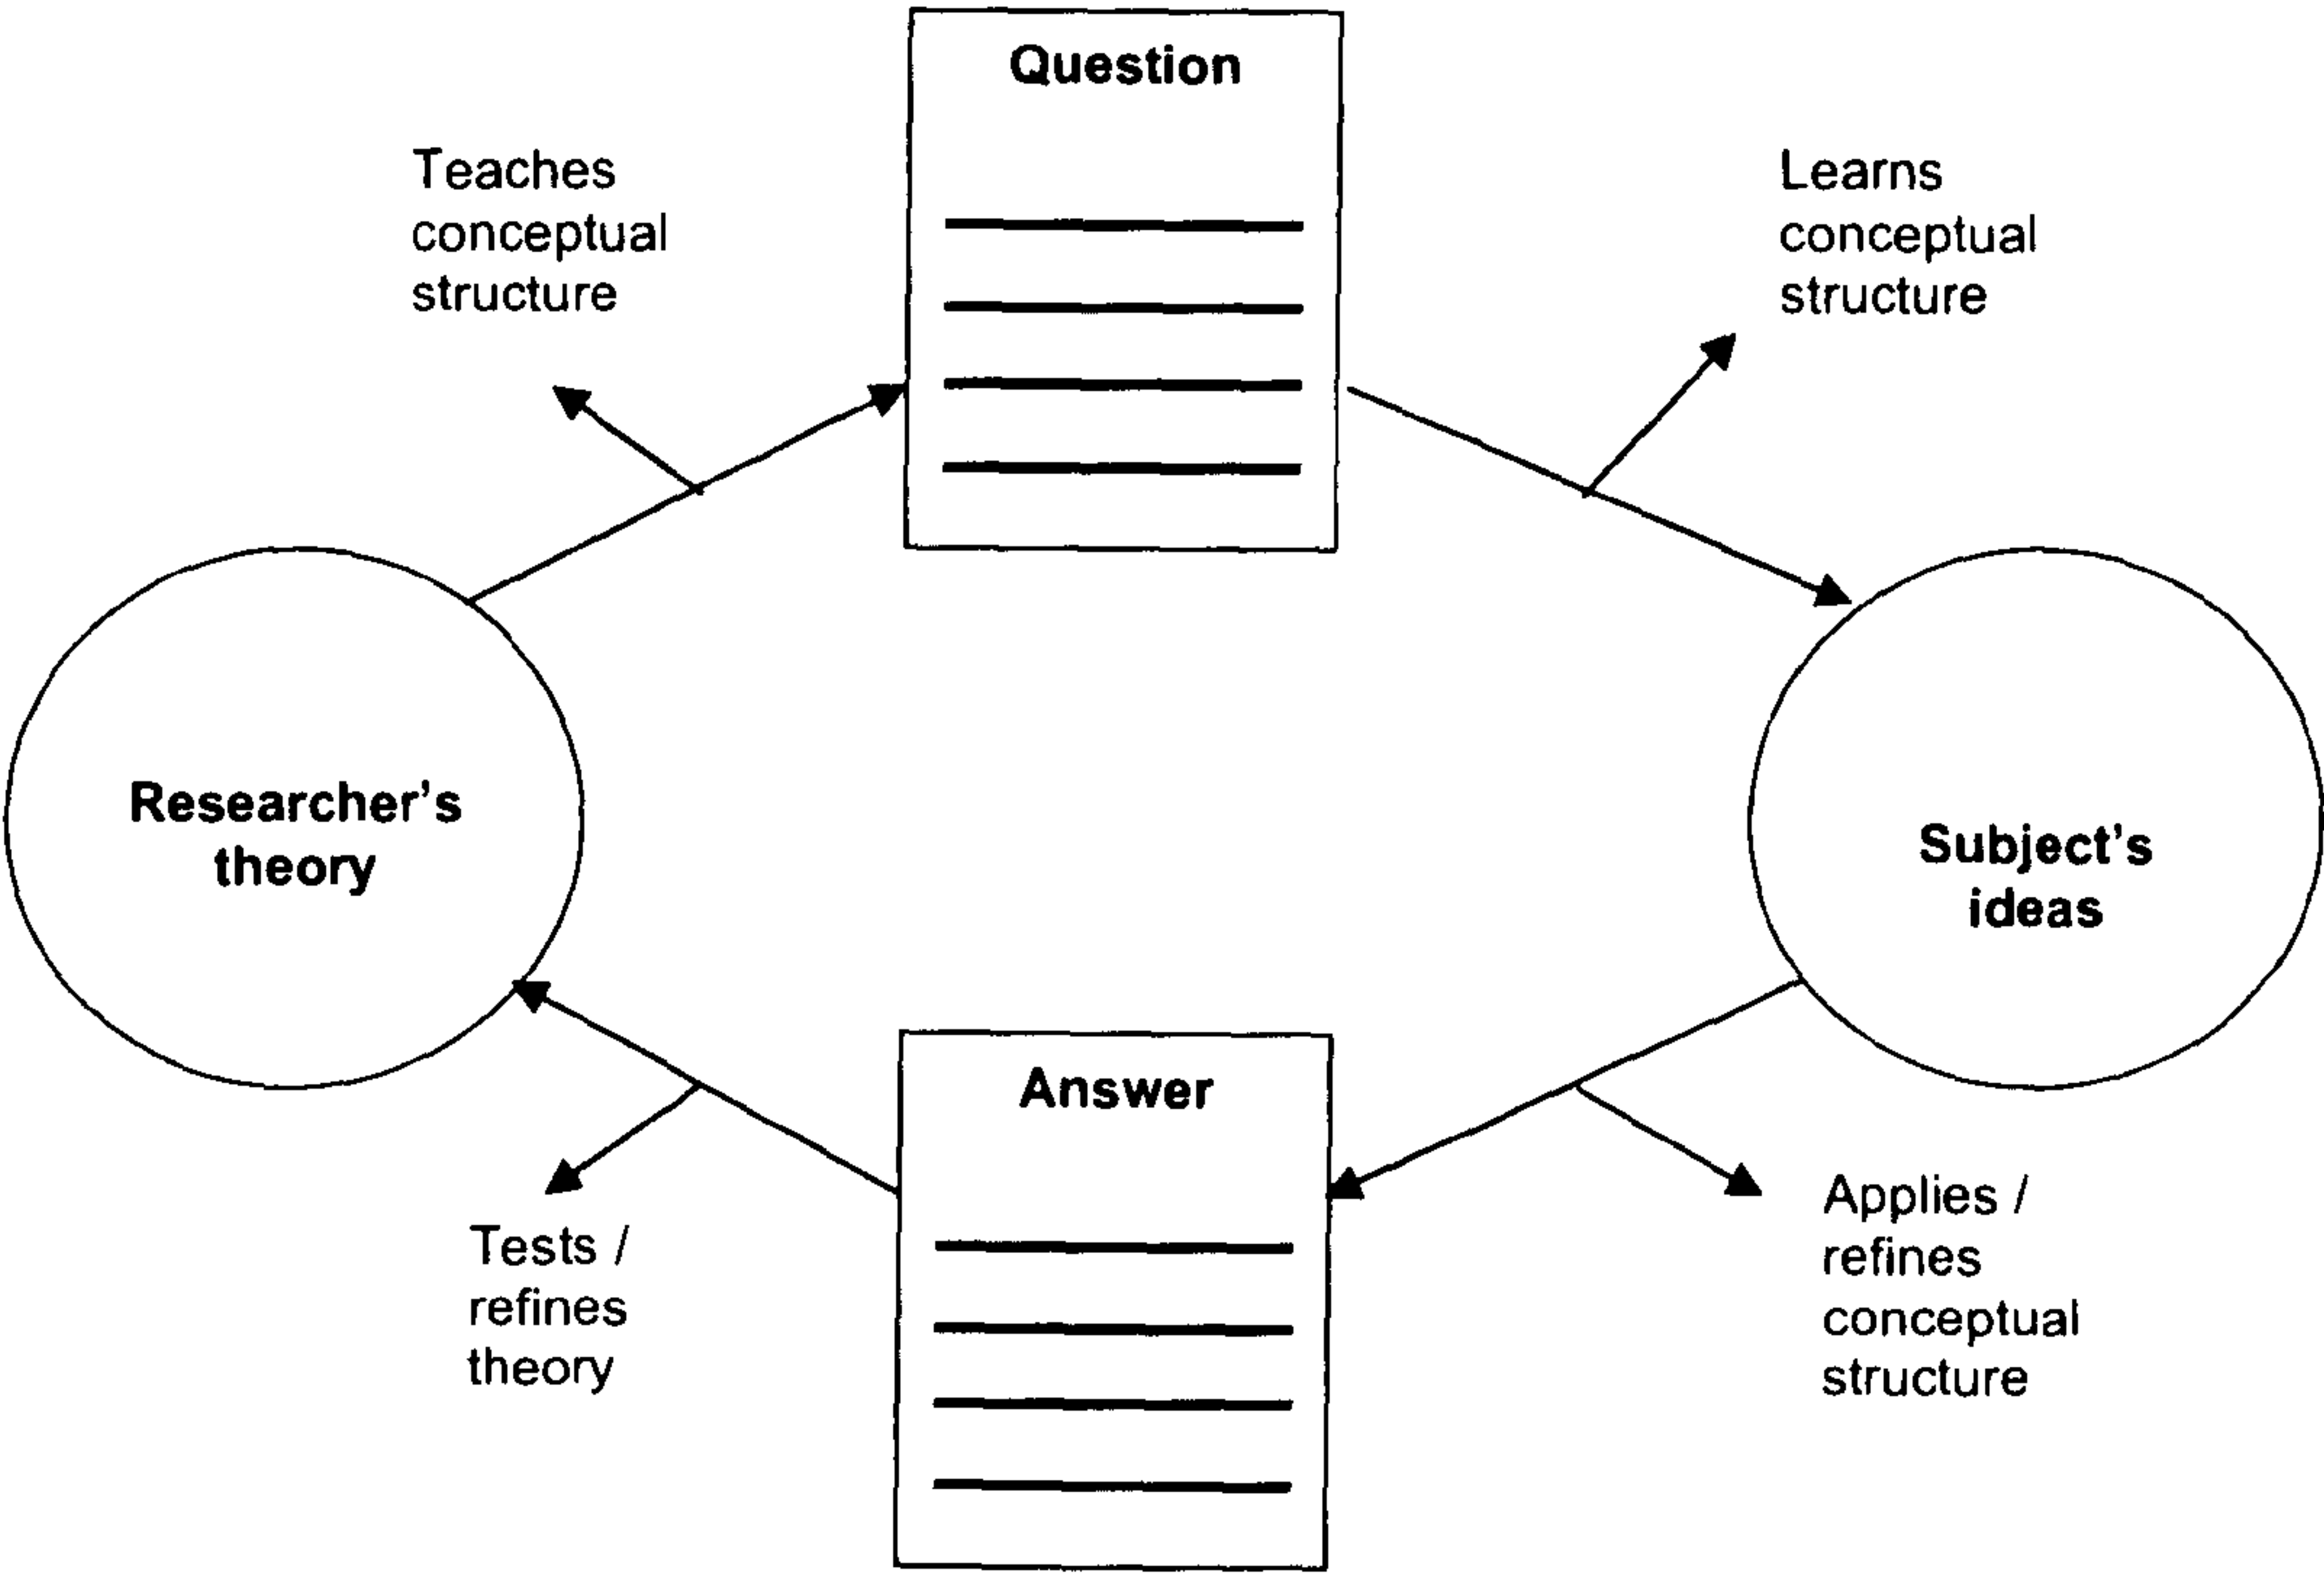 Question
Teaches
conceptual
structure
Learns
conceptual
structure
Researcher's
theory
Subject's
ideas
Answer
Tests /
refines
theory
Applies /
refines
conceptual
structure